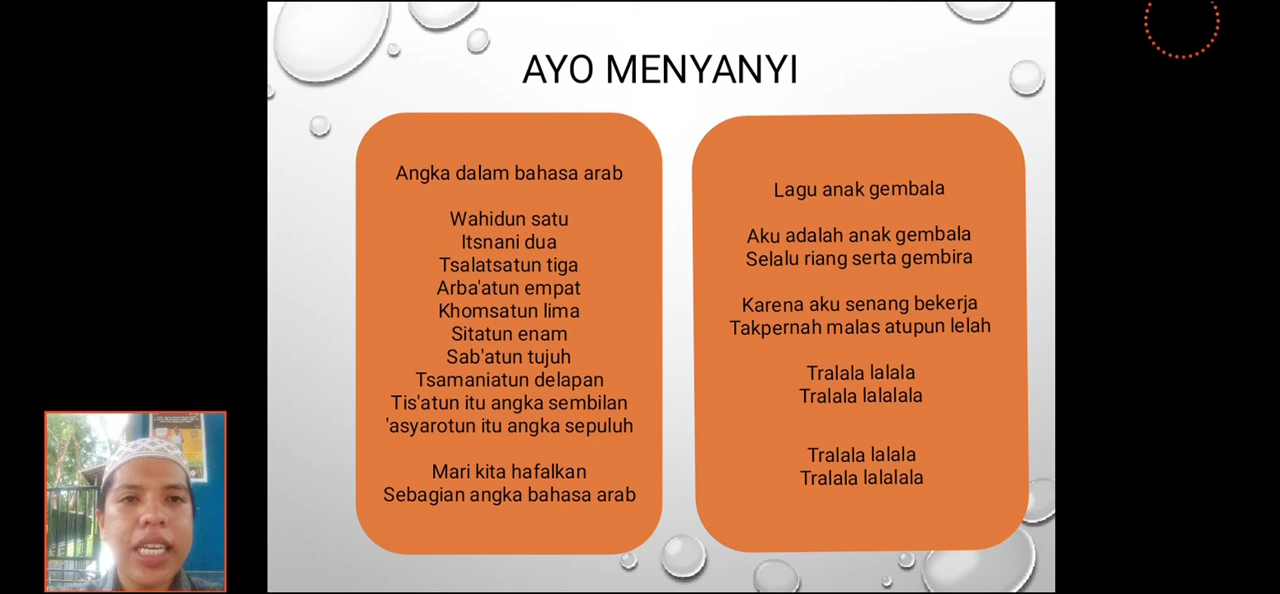 AYO MENYANYI
Angka dalam bahasa arab
Wahidun satu
Itsnani dua
Tsalatsatun tiga
Arba'atun empat
Khomsatun lima
Sitatun enam
Sab'atun tujuh
Tsamaniatun delapan
Tis'atun itu angka sembilan
'asyarotun itu angka sepuluh
Mari kita hafalkan
Sebagian angka bahasa arab
Lagu anak gembala
Aku adalah anak gembala
Selalu riang serta gembira
Karena aku senang bekerja
Takpernah malas atupun lelah
Tralala lalala
Tralala lalalala
Tralala lalala
Tralala lalalala